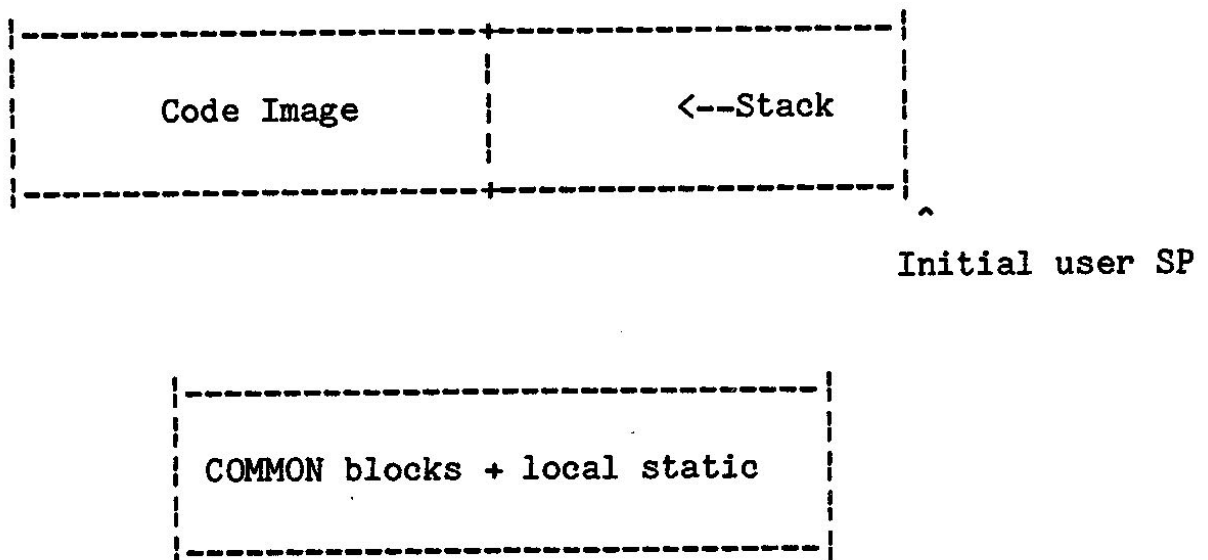 Code Image
<--Stack
^
Initial user SP
COMMON blocks + local static